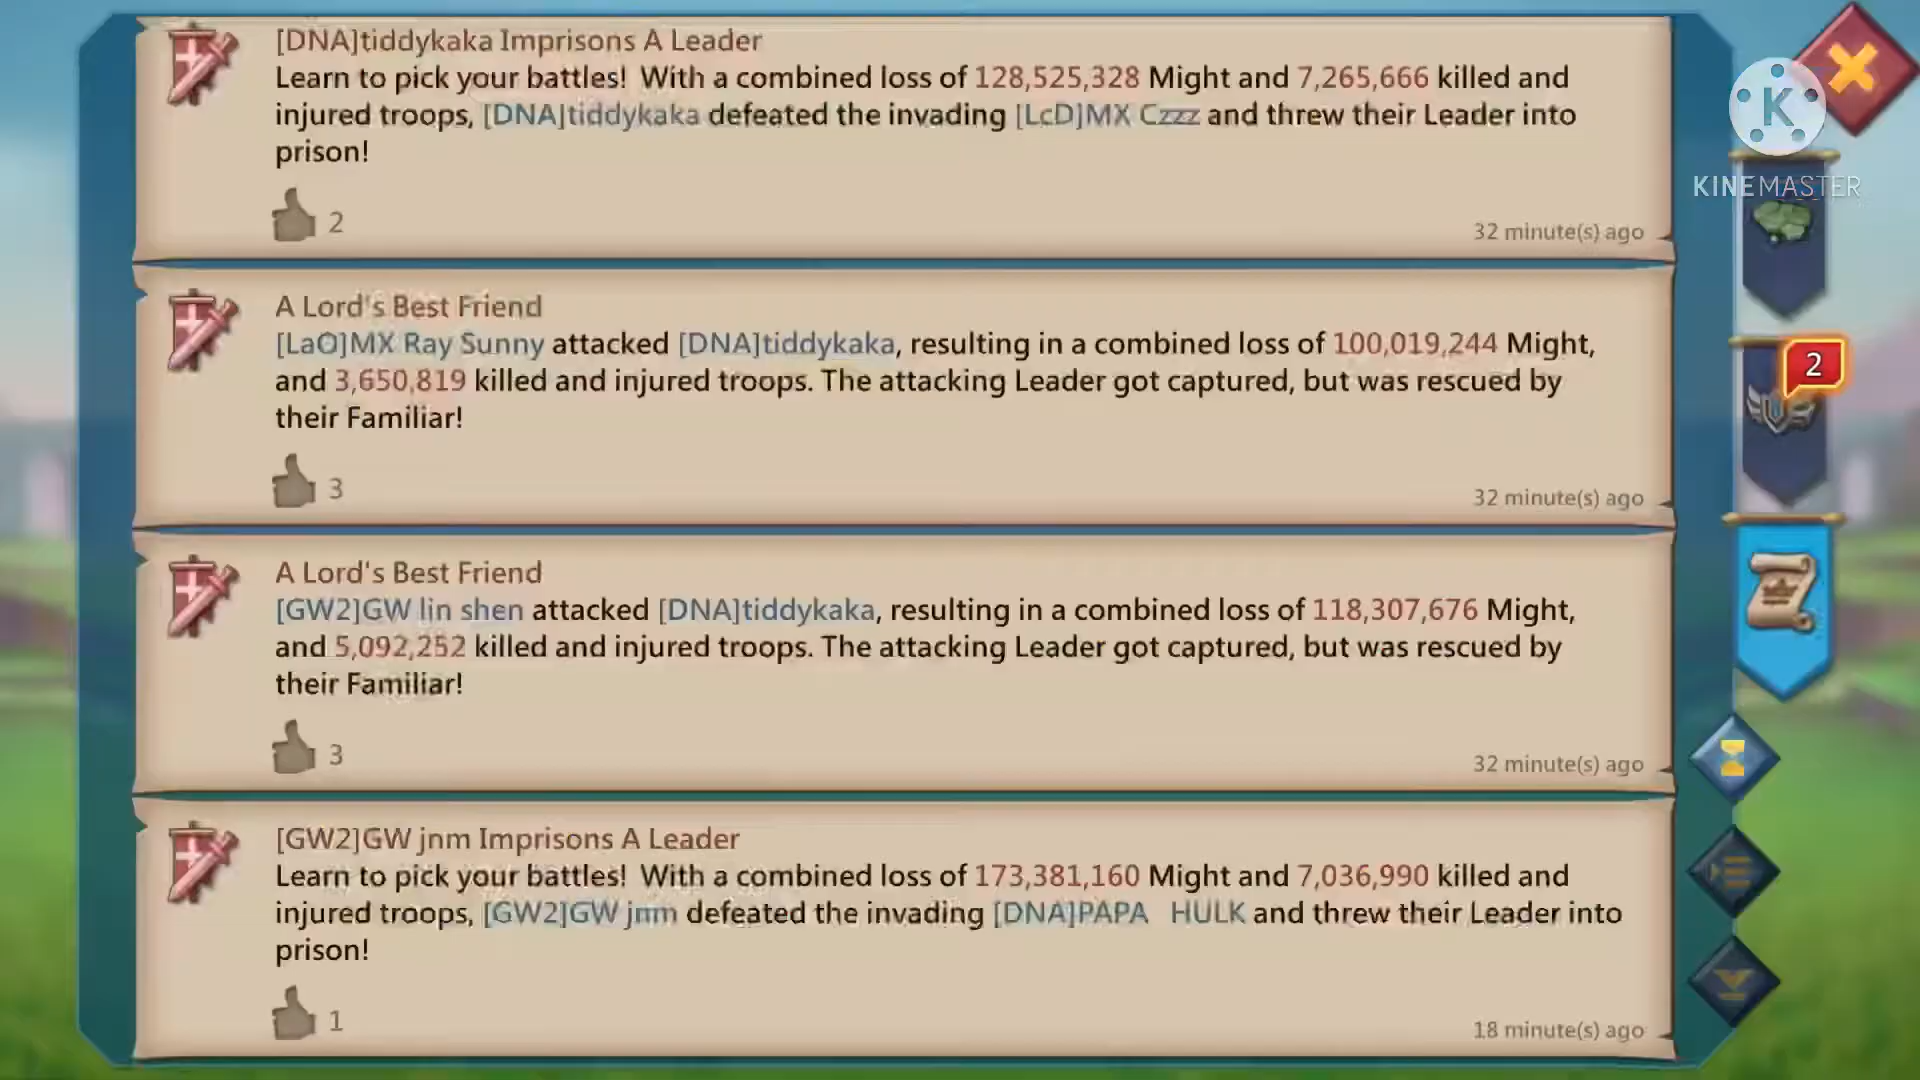 [DNA]tiddykaka Imprisons A Leader
Learn to pick your battles! With a combined loss of 128,525,328 Might and 7,265,666 killed and
injured troops, [DNA]tiddykaka defeated the invading [LcD]MX Czzz and threw their Leader into
prison!
2
32 minute(s) ago
K
KINEMASTER
A Lord's Best Friend
[LaO]MX Ray Sunny attacked [DNA]tiddykaka, resulting in a combined loss of 100,019,244 Might,
and 3,650,819 killed and injured troops. The attacking Leader got captured, but was rescued by
their Familiar!
3
32 minute(s) ago
2
A Lord's Best Friend
[GW2]GW lin shen attacked [DNA]tiddykaka, resulting in a combined loss of 118,307,676 Might,
and 5,092,252 killed and injured troops. The attacking Leader got captured, but was rescued by
their Familiar!
3
32 minute(s) ago
[GW2]GW jnm Imprisons A Leader
Learn to pick your battles! With a combined loss of 173,381,160 Might and 7,036,990 killed and
injured troops, [GW2]GW jnm defeated the invading [DNA]PAPA HULK and threw their Leader into
prison!
1
18 minute(s) ago